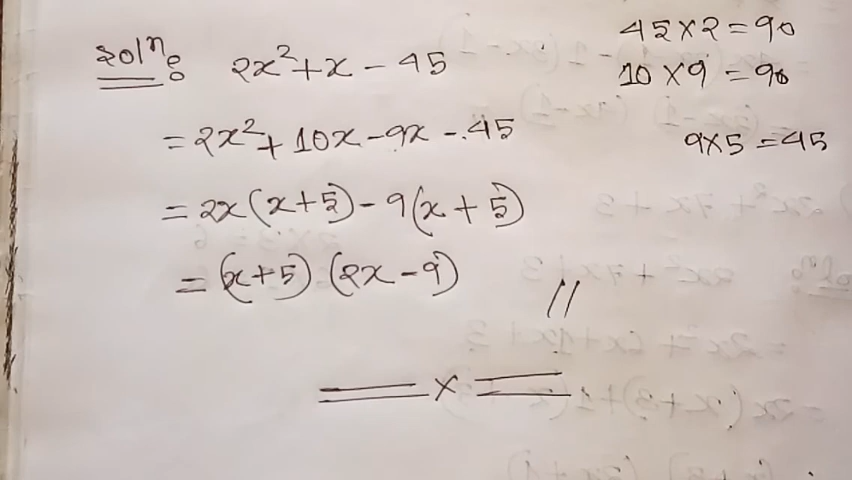 Solⁿ: 2x²+x-45
45×2=90
10×9=90
=2x²+10x-9x-45
9×5=45
=2x(x+5)-9(x+5)
=(x+5)(2x-9)
//
x